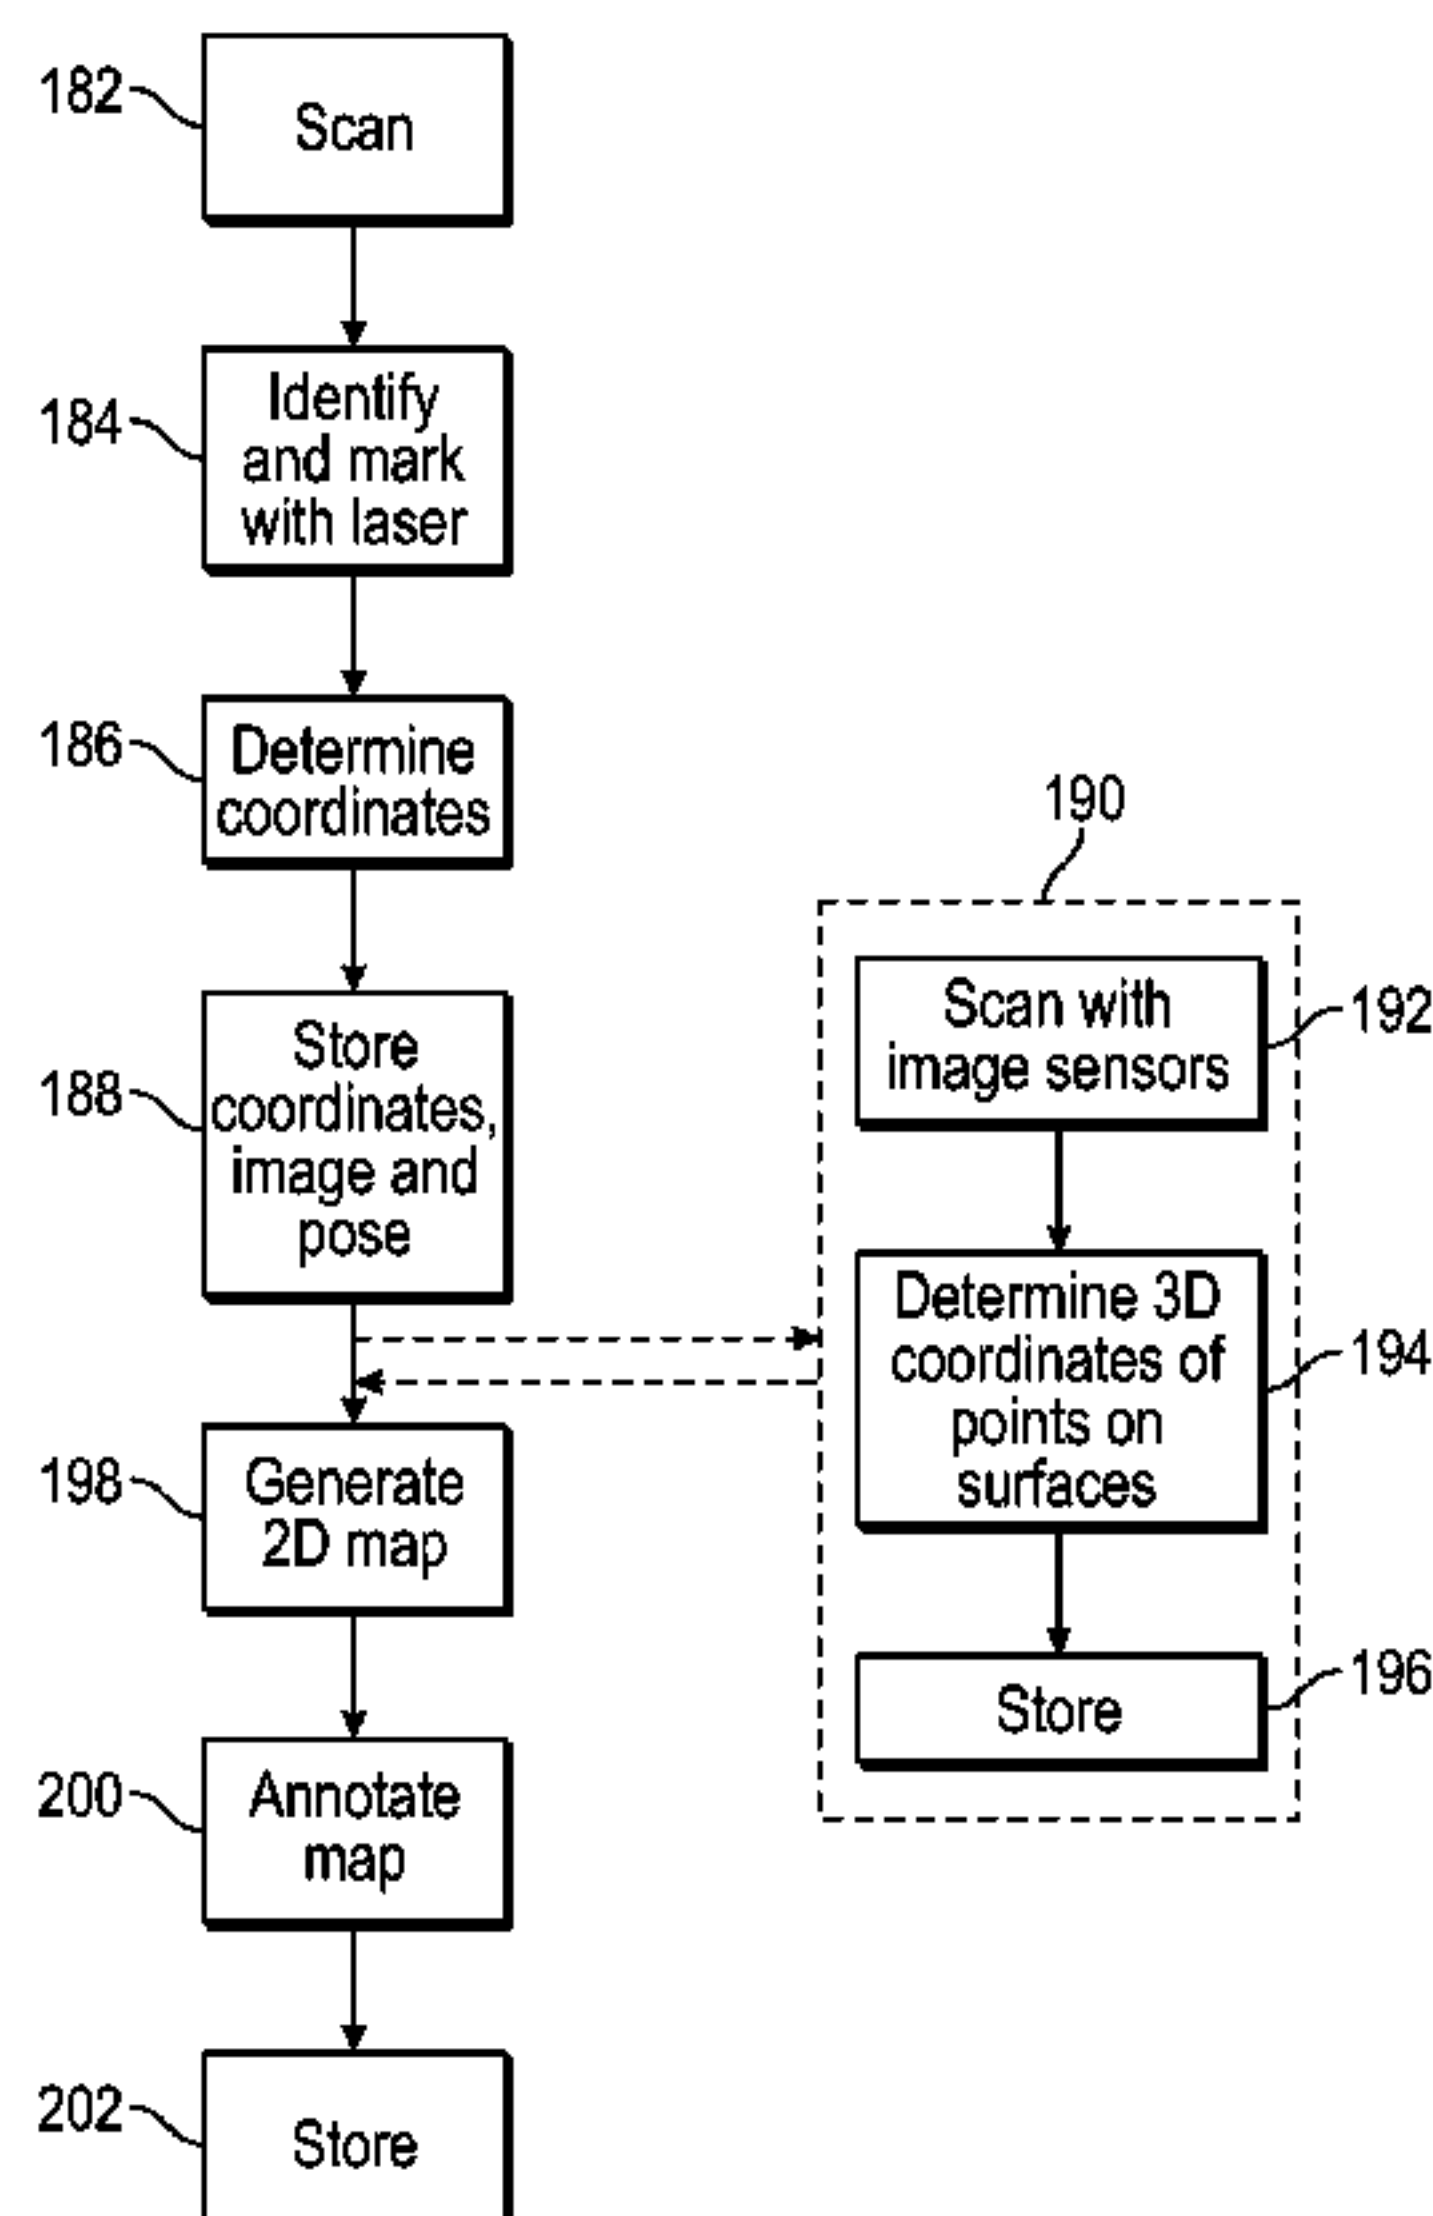 182
Scan
184
Identify
and mark
with laser
186
Determine
coordinates
188
Store
coordinates,
image and
pose
190
192
Scan with
image sensors
194
Determine 3D
coordinates of
points on
surfaces
196
Store
198
Generate
2D map
200
Annotate
map
202
Store